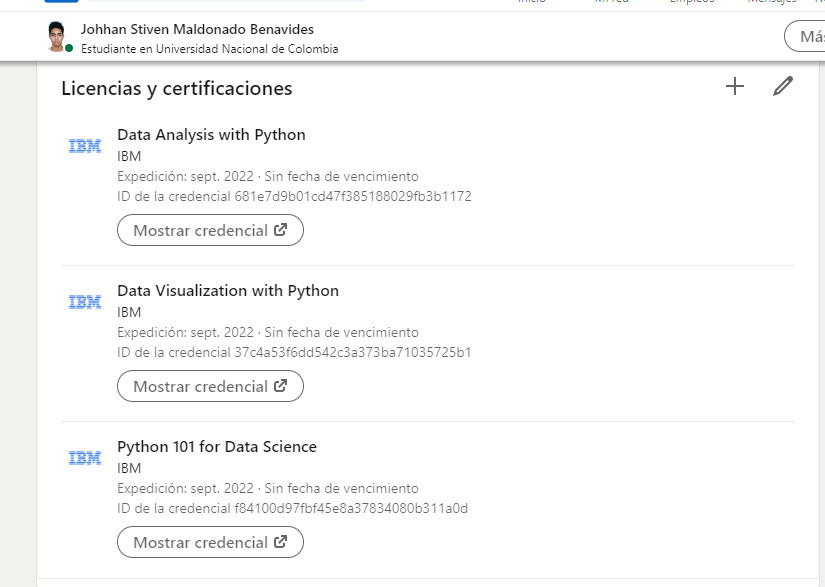 Inicio Mi red Empleos Mensajes
Johhan Stiven Maldonado Benavides
Estudiante en Universidad Nacional de Colombia
Más
Licencias y certificaciones
IBM
Data Analysis with Python
IBM
Expedición: sept. 2022 · Sin fecha de vencimiento
ID de la credencial 681e7d9b01cd47f385188029fb3b1172
Mostrar credencial
IBM
Data Visualization with Python
IBM
Expedición: sept. 2022 · Sin fecha de vencimiento
ID de la credencial 37c4a53f6dd542c3a373ba71035725b1
Mostrar credencial
IBM
Python 101 for Data Science
IBM
Expedición: sept. 2022 · Sin fecha de vencimiento
ID de la credencial f84100d97fbf45e8a37834080b311a0d
Mostrar credencial